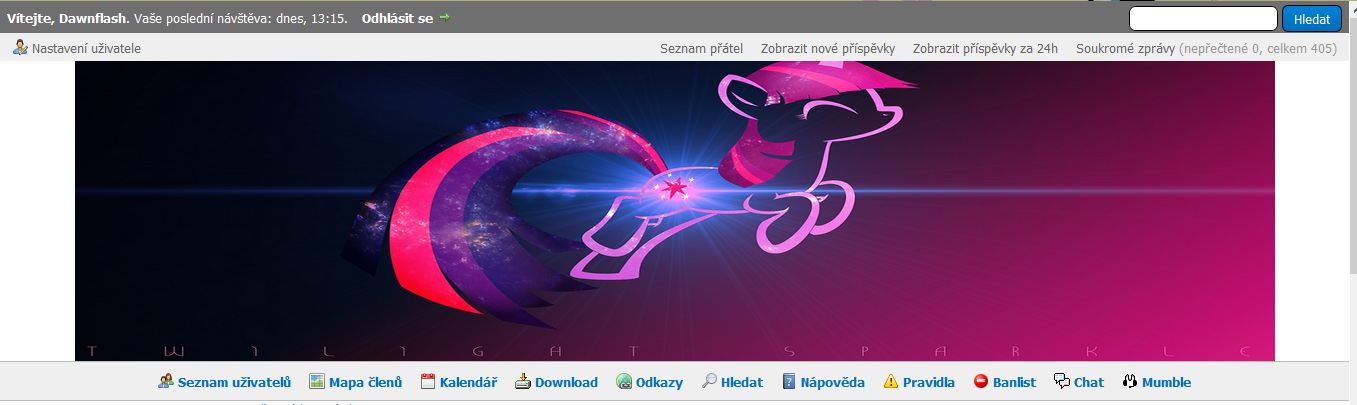 Vítejte, Dawnflash. Vaše poslední návštěva: dnes, 13:15. Odhlásit se
Hledat
Nastavení uživatele
Seznam přátel Zobrazit nové příspěvky Zobrazit příspěvky za 24h Soukromé zprávy (nepřečtené 0, celkem 405)
TWILIGHT SPARKLE
Seznam uživatelů Mapa členů Kalendář Download Odkazy Hledat Nápověda Pravidla Banlist Chat Mumble